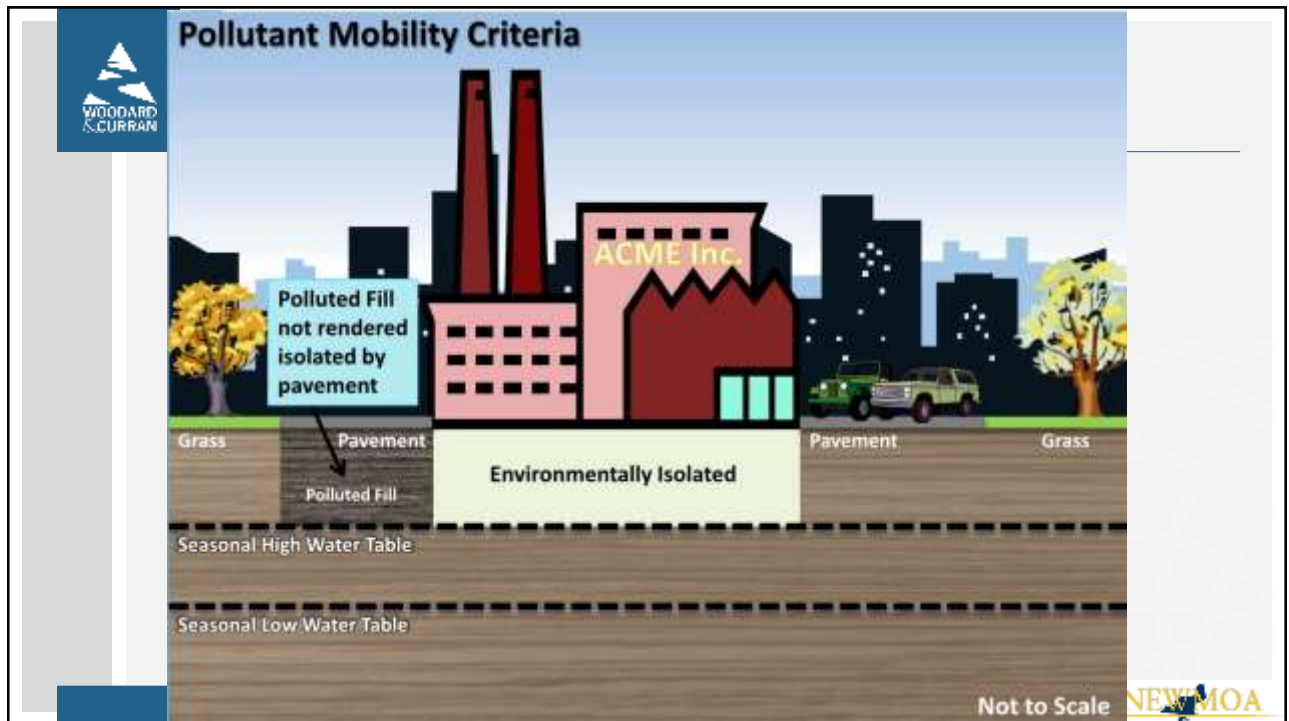 Pollutant Mobility Criteria
WOODARD
&CURRAN
ACME Inc.
Polluted Fill
not rendered
isolated by
pavement
Grass
Pavement
Pavement
Grass
Environmentally Isolated
Polluted Fill
Seasonal High Water Table
Seasonal Low Water Table
Not to Scale
NEWMOA